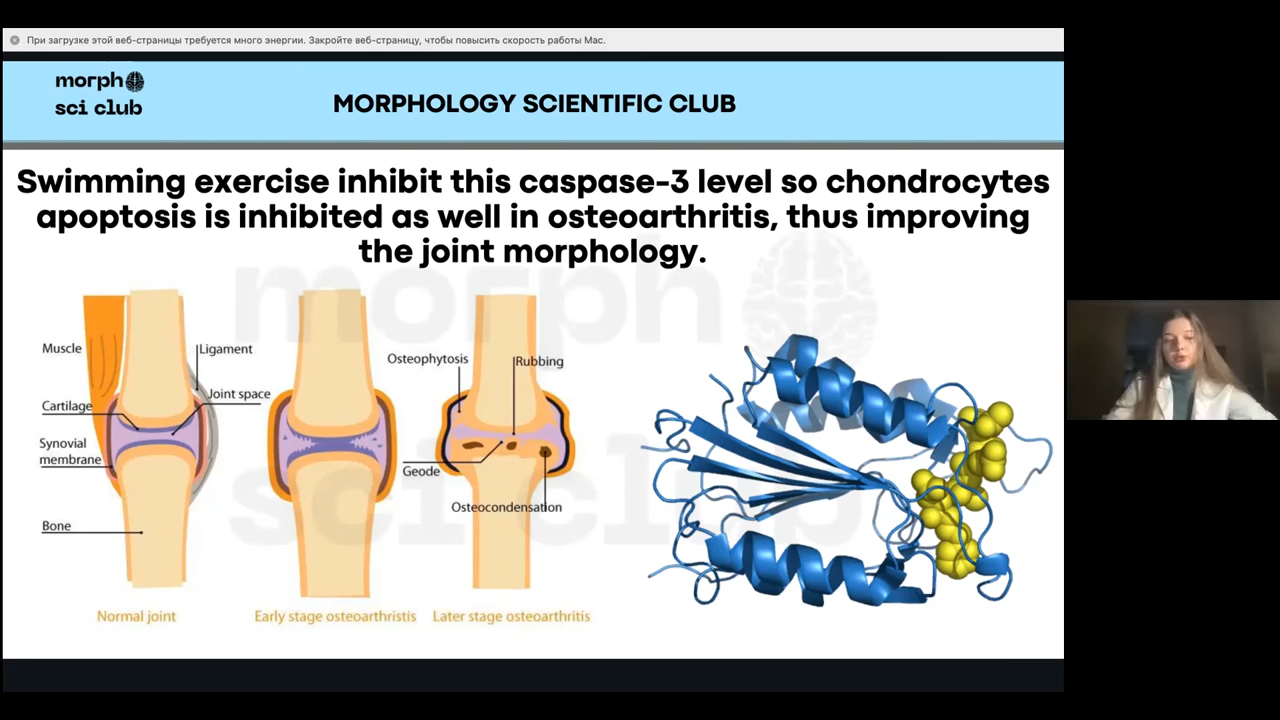 При загрузке этой веб-страницы требуется много энергии. Закройте веб-страницу, чтобы повысить скорость работы Mac.
morph
sci club
MORPHOLOGY SCIENTIFIC CLUB
Swimming exercise inhibit this caspase-3 level so chondrocytes
apoptosis is inhibited as well in osteoarthritis, thus improving
the joint morphology.
morph
sci club
Muscle
Ligament
Joint space
Cartilage
Synovial
membrane
Bone
Osteophytosis
Rubbing
Geode
Osteocondensation
Normal joint
Early stage osteoarthristis
Later stage osteoarthritis